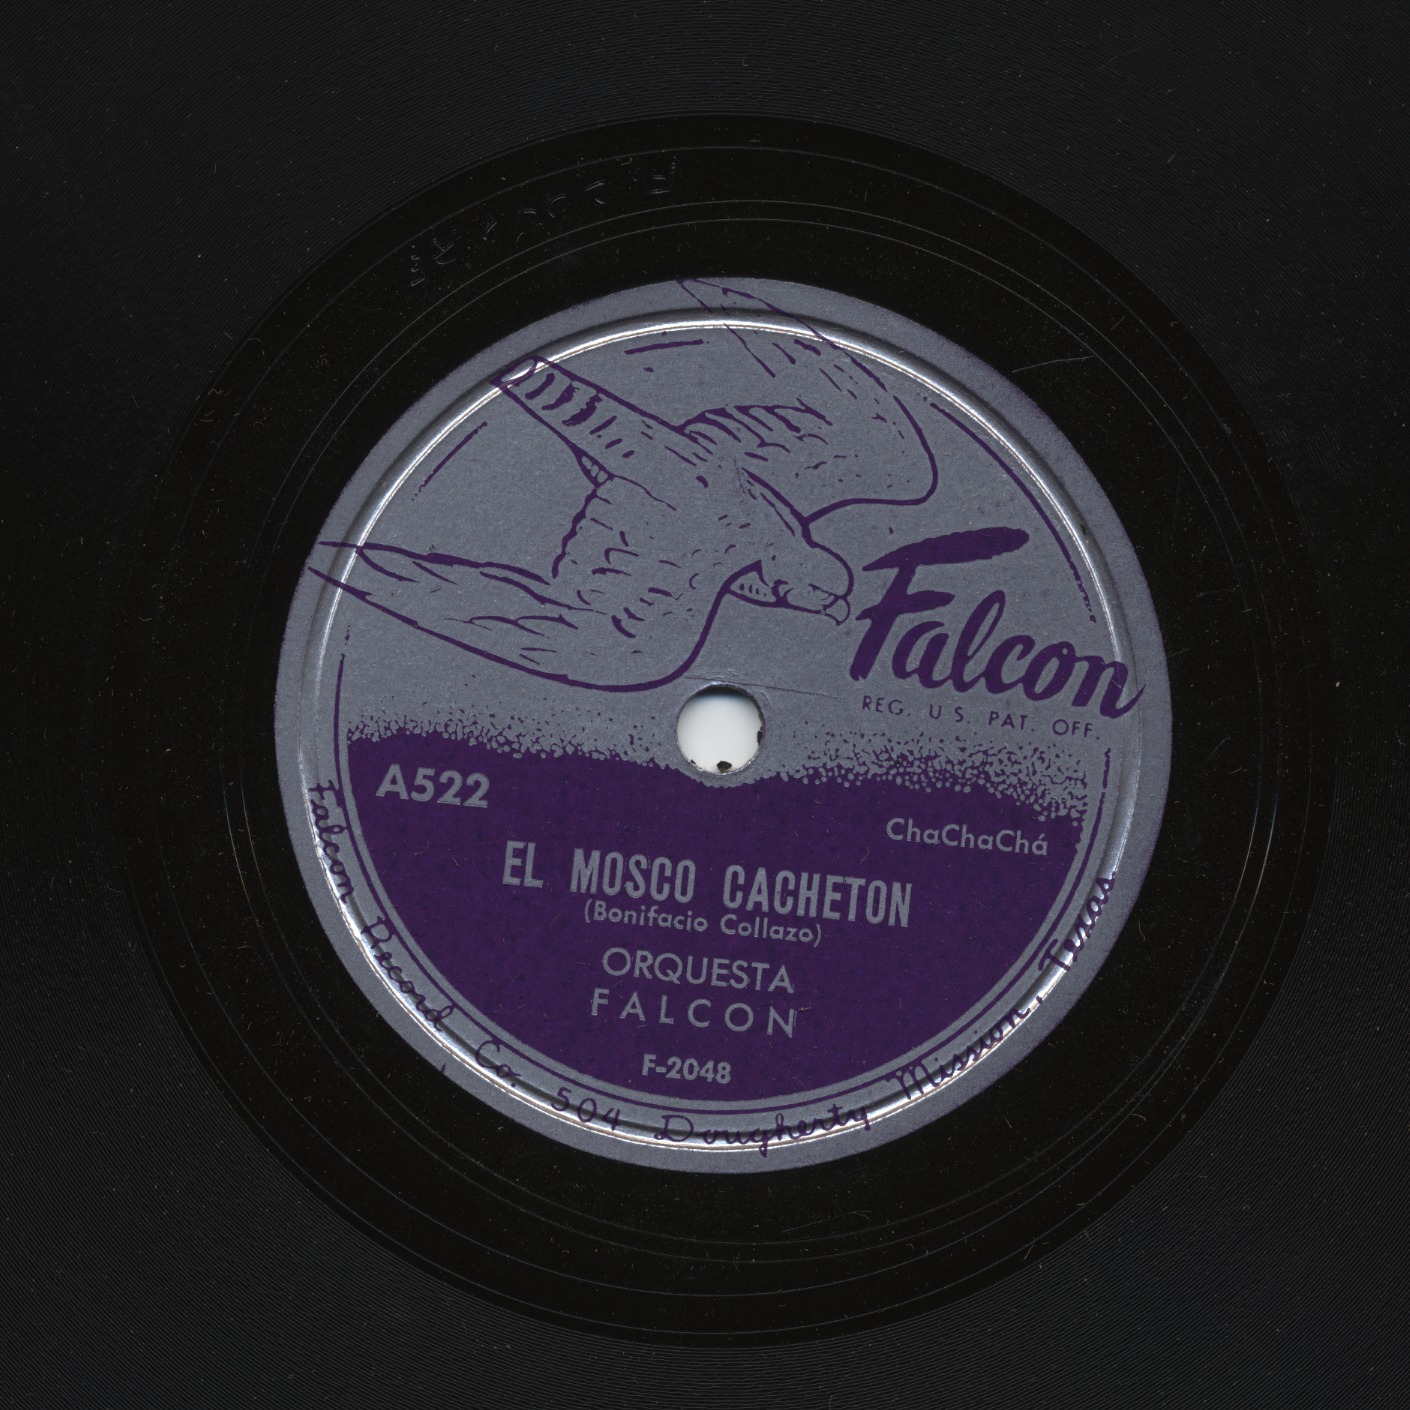 Falcon
REG. U.S. PAT. OFF.
A522
ChaChaChá
EL MOSCO CACHETON
(Bonifacio Collazo)
ORQUESTA
FALCON
F-2048
Falcon Record Co. 504 Dougherty Mission, Texas